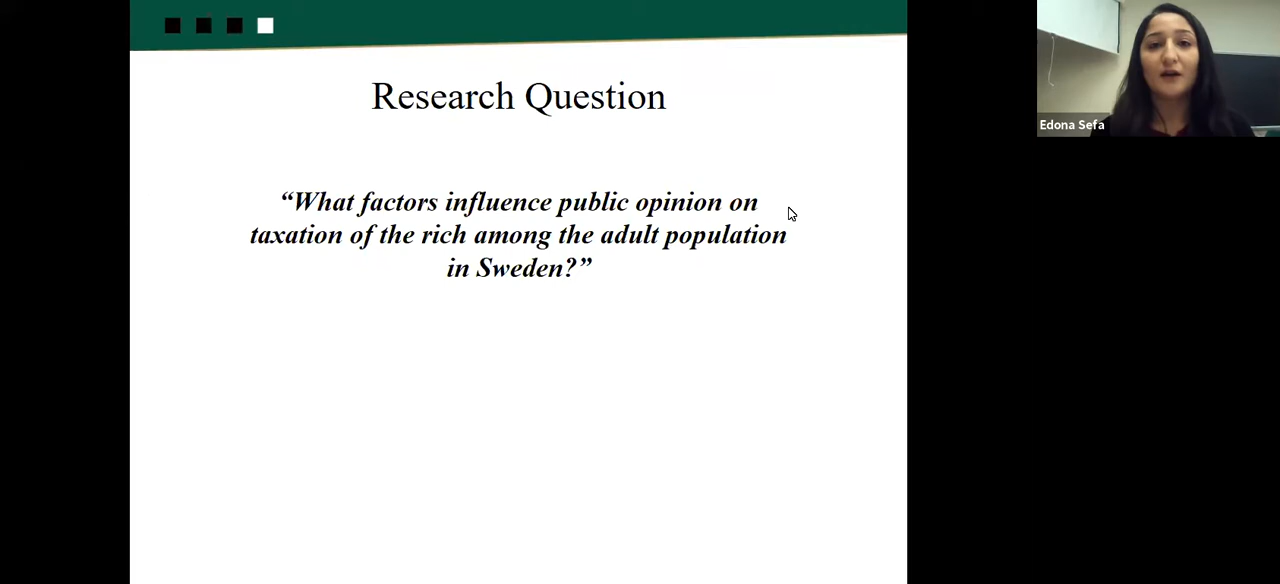 Research Question
“What factors influence public opinion on
taxation of the rich among the adult population
in Sweden?”
Edona Sefa